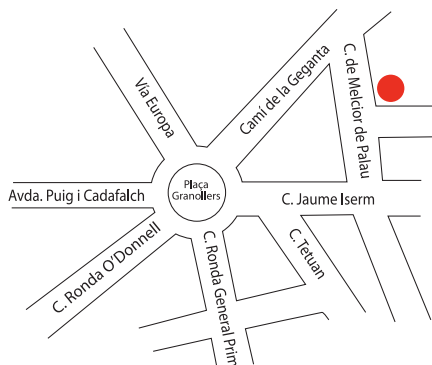 Via Europa
Camí de la Geganta
C. de Melcior de Palau
Plaça
Granollers
Avda. Puig i Cadafalch
C. Jaume Iserm
C. Ronda O'Donnell
C. Ronda General Prim
C. Tetuan